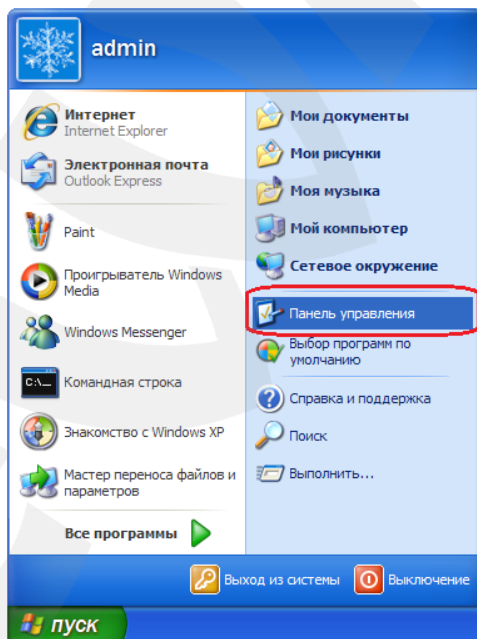 admin
Интернет
Internet Explorer
Электронная почта
Outlook Express
Paint
Проигрыватель Windows
Media
Windows Messenger
C:\_
Командная строка
Знакомство с Windows XP
Мастер переноса файлов и
параметров
Все программы
Мои документы
Мои рисунки
Моя музыка
Мой компьютер
Сетевое окружение
Панель управления
Выбор программ по
умолчанию
Справка и поддержка
Поиск
Выполнить...
Выход из системы
Выключение
пуск